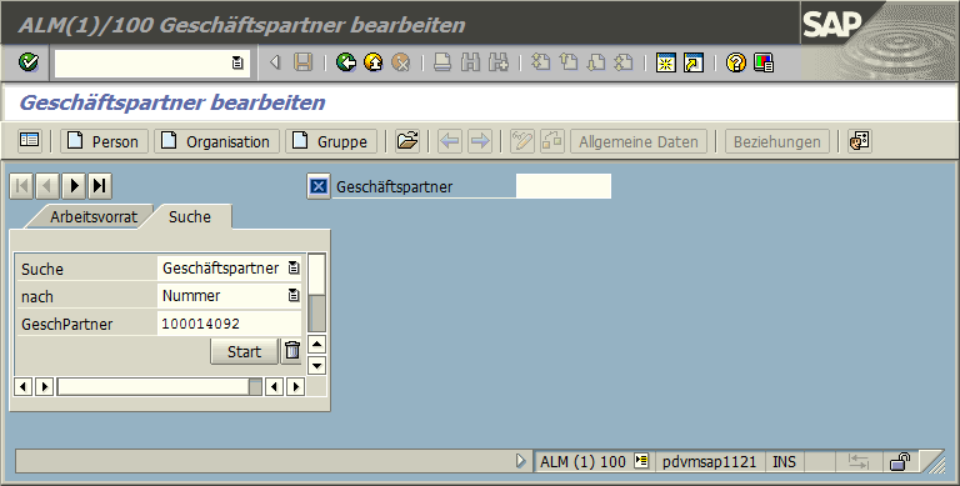 ALM(1)/100 Geschäftspartner bearbeiten
SAP
Geschäftspartner bearbeiten
Person Organisation Gruppe Allgemeine Daten Beziehungen
Geschäftspartner
Arbeitsvorrat Suche
Suche Geschäftspartner
nach Nummer
GeschPartner 100014092
Start
ALM (1) 100 pdvmsap1121 INS